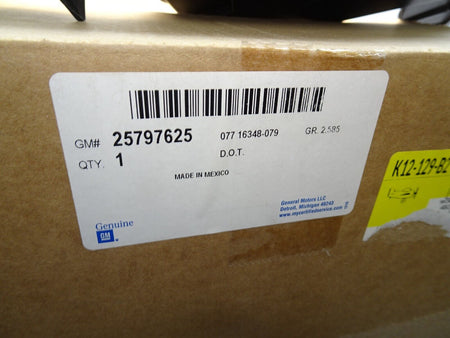 GM# 25797625 077 16348-079 GR. 2.585
QTY. 1 D.O.T.
MADE IN MEXICO
General Motors LLC
Detroit, Michigan 48243
www.mycertifiedservice.com
Genuine
GM
K12-129-B2